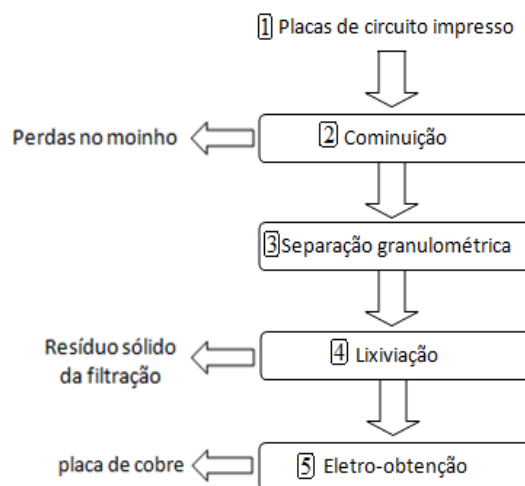 1 Placas de circuito impresso
Perdas no moinho
2 Cominuição
3 Separação granulométrica
Resíduo sólido
da filtração
4 Lixiviação
placa de cobre
5 Eletro-obtenção